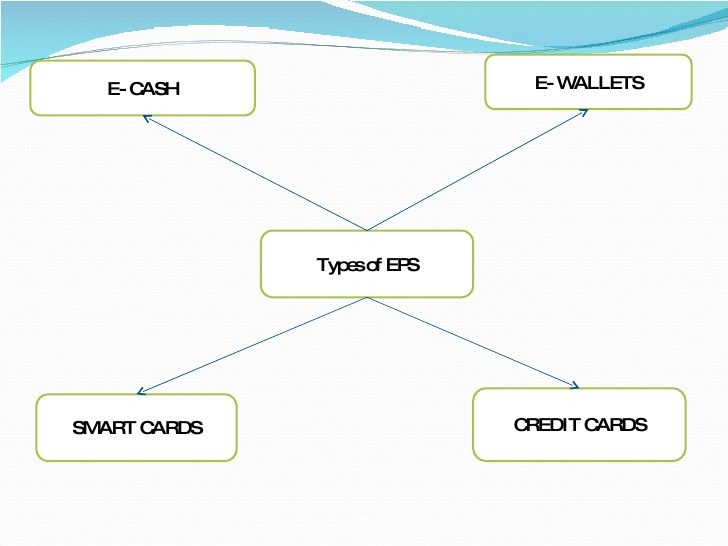 E- CASH
E- WALLETS
Types of EPS
SMART CARDS
CREDIT CARDS